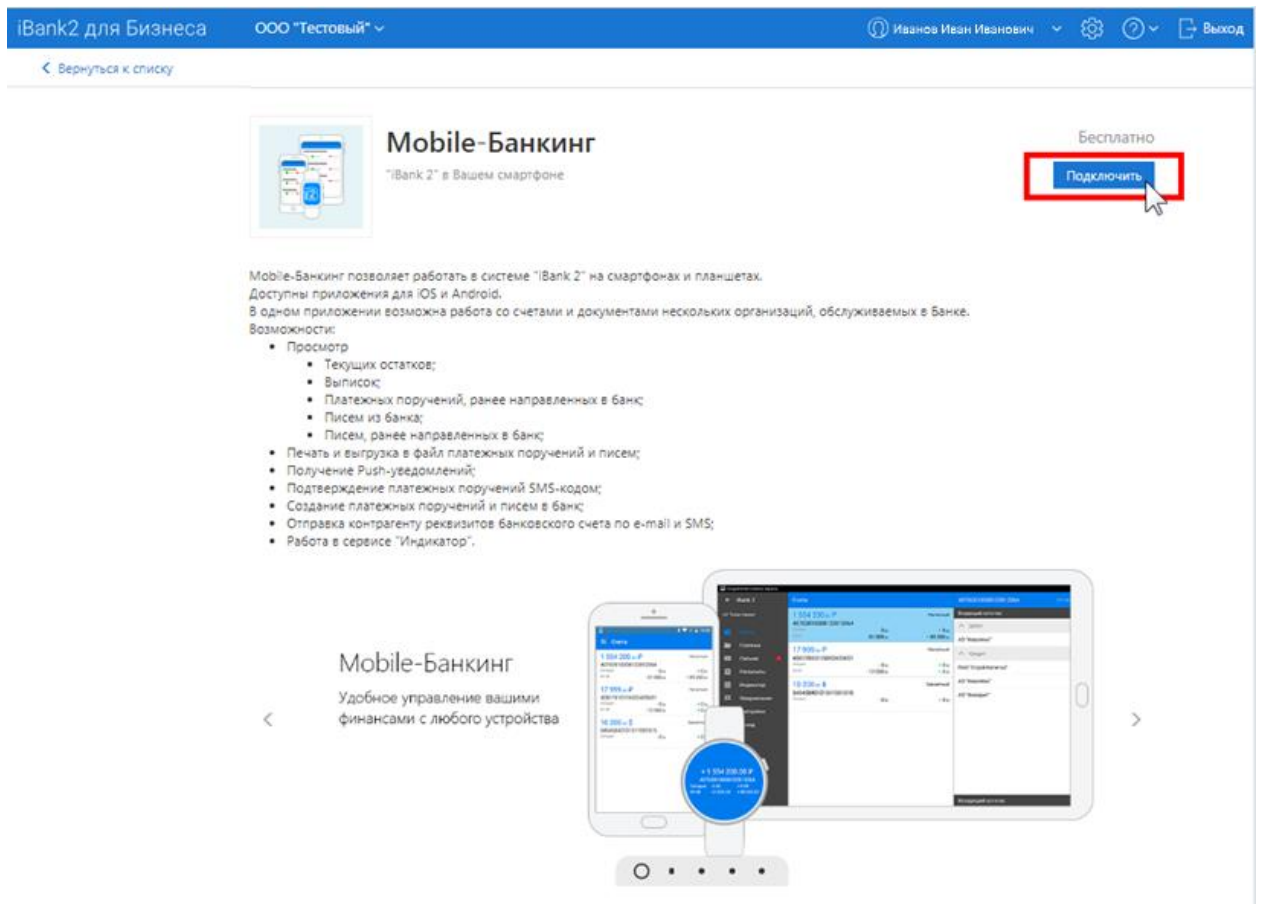 iBank2 для Бизнеса
ООО "Тестовый"
Иванов Иван Иванович
Выход
Вернуться к списку
Mobile-Банкинг
Бесплатно
"iBank 2" в Вашем смартфоне
Подключить
Mobile-Банкинг позволяет работать в системе "iBank 2" на смартфонах и планшетах.
Доступны приложения для iOS и Android.
В одном приложении возможна работа со счетами и документами нескольких организаций, обслуживаемых в Банке.
Возможности:
• Просмотр
• Текущих остатков;
• Выписок;
• Платежных поручений, ранее направленных в банк;
• Писем из банка;
• Писем, ранее направленных в банк;
• Печать и выгрузка в файл платежных поручений и писем;
• Получение Push-уведомлений;
• Подтверждение платежных поручений SMS-кодом;
• Создание платежных поручений и писем в банк;
• Отправка контрагенту реквизитов банковского счета по e-mail и SMS;
• Работа в сервисе "Индикатор".
Mobile-Банкинг
Удобное управление вашими
финансами с любого устройства